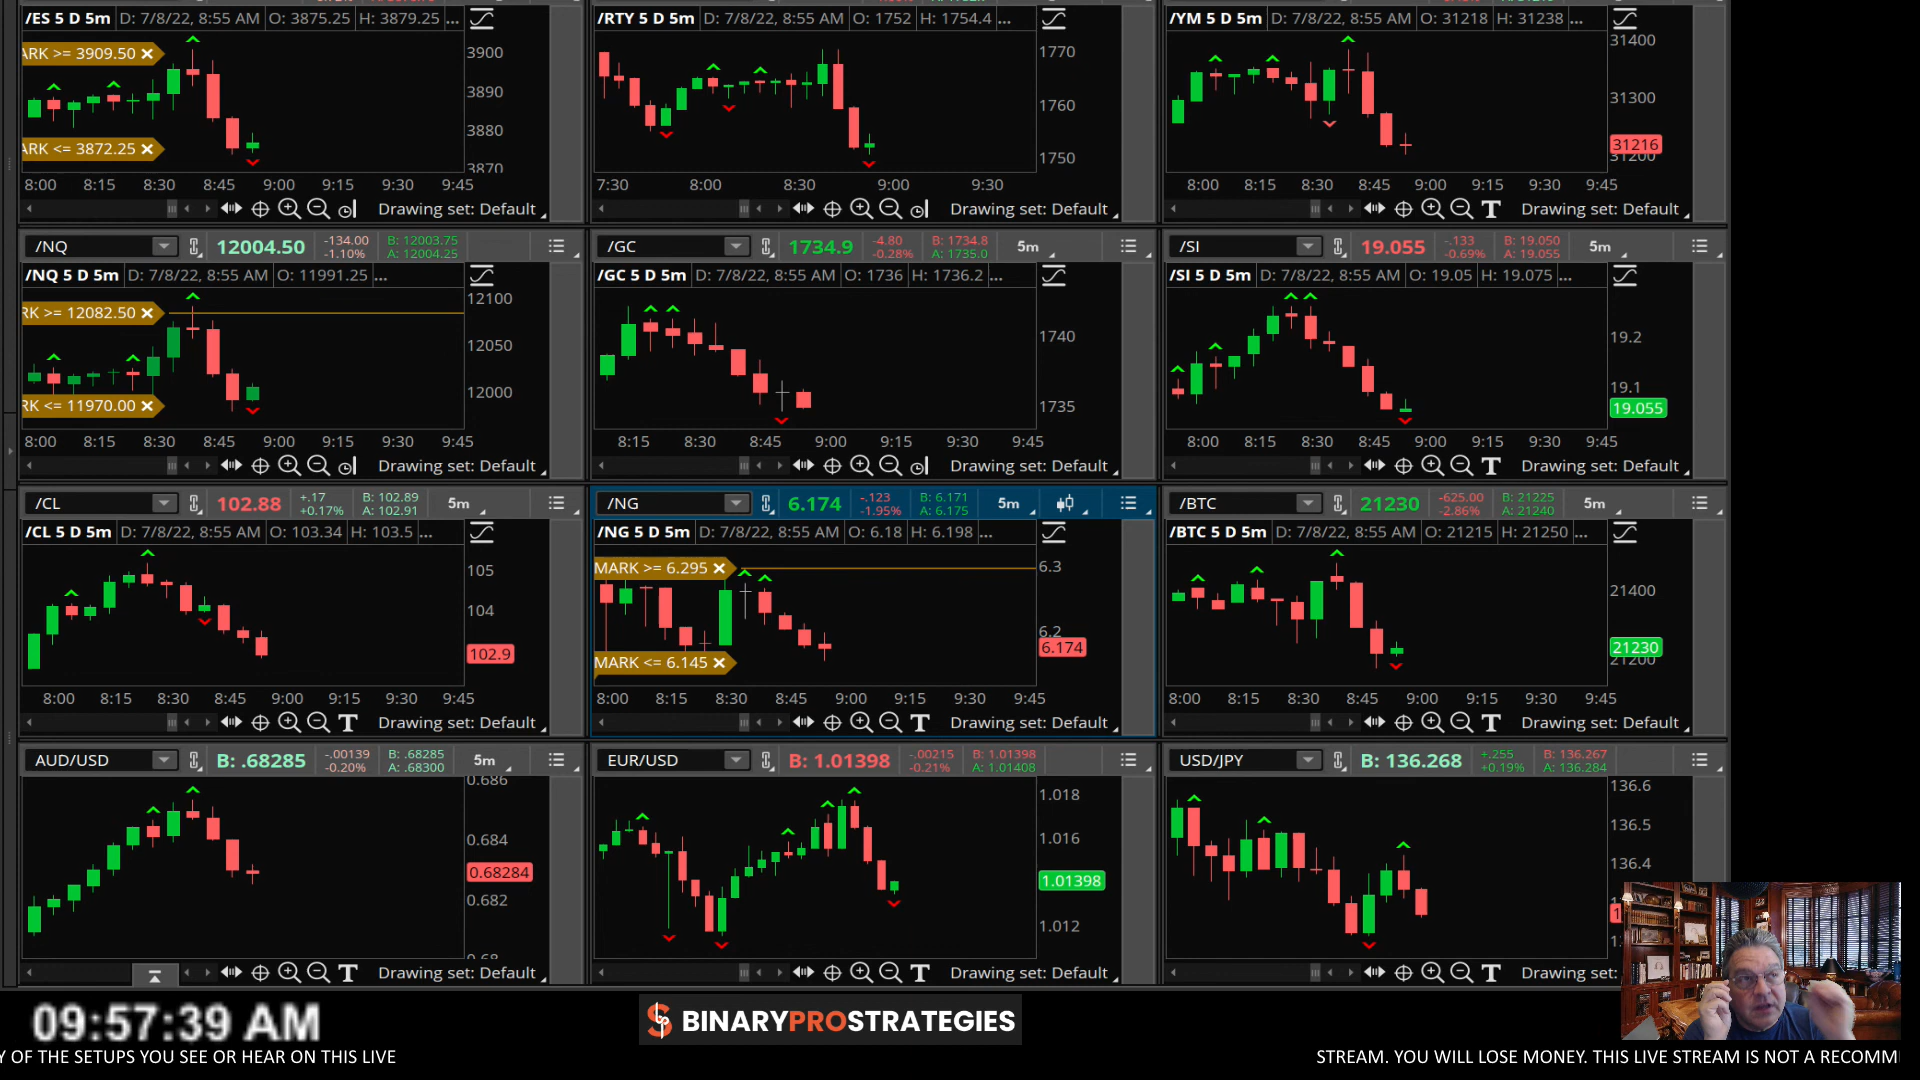 /ES 5 D 5m D: 7/8/22, 8:55 AM O: 3875.25 H: 3879.25 ...
ARK >= 3909.50
ARK <= 3872.25
3900
3890
3880
3870
8:00 8:15 8:30 8:45 9:00 9:15 9:30 9:45
Drawing set: Default
/RTY 5 D 5m D: 7/8/22, 8:55 AM O: 1752 H: 1754.4 ...
1770
1760
1750
7:30 8:00 8:30 9:00 9:30
Drawing set: Default
/YM 5 D 5m D: 7/8/22, 8:55 AM O: 31218 H: 31238 ...
31400
31300
31216
31200
8:00 8:15 8:30 8:45 9:00 9:15 9:30 9:45
T Drawing set: Default
/NQ 12004.50 -134.00 -1.10% B: 12003.75 A: 12004.25
/NQ 5 D 5m D: 7/8/22, 8:55 AM O: 11991.25 ...
RK >= 12082.50
RK <= 11970.00
12100
12050
12000
8:00 8:15 8:30 8:45 9:00 9:15 9:30 9:45
Drawing set: Default
/GC 1734.9 -4.80 -0.28% B: 1734.8 A: 1735.0 5m
/GC 5 D 5m D: 7/8/22, 8:55 AM O: 1736 H: 1736.2 ...
1740
1735
8:15 8:30 8:45 9:00 9:15 9:30 9:45
Drawing set: Default
/SI 19.055 -.133 -0.69% B: 19.050 A: 19.055 5m
/SI 5 D 5m D: 7/8/22, 8:55 AM O: 19.05 H: 19.075 ...
19.2
19.1
19.055
8:00 8:15 8:30 8:45 9:00 9:15 9:30 9:45
T Drawing set: Default
/CL 102.88 +.17 +0.17% B: 102.89 A: 102.91 5m
/CL 5 D 5m D: 7/8/22, 8:55 AM O: 103.34 H: 103.5 ...
105
104
102.9
8:00 8:15 8:30 8:45 9:00 9:15 9:30 9:45
T Drawing set: Default
/NG 6.174 -.123 -1.95% B: 6.171 A: 6.175 5m
/NG 5 D 5m D: 7/8/22, 8:55 AM O: 6.18 H: 6.198 ...
MARK >= 6.295
MARK <= 6.145
6.3
6.2
6.174
8:00 8:15 8:30 8:45 9:00 9:15 9:30 9:45
T Drawing set: Default
/BTC 21230 -625.00 -2.86% B: 21225 A: 21240 5m
/BTC 5 D 5m D: 7/8/22, 8:55 AM O: 21215 H: 21250 ...
21400
21230
21200
8:00 8:15 8:30 8:45 9:00 9:15 9:30 9:45
T Drawing set: Default
AUD/USD B: .68285 -.00139 -0.20% B: .68285 A: .68300 5m
0.686
0.684
0.68284
0.682
T Drawing set: Default
EUR/USD B: 1.01398 -.00215 -0.21% B: 1.01398 A: 1.01408
1.018
1.016
1.01398
1.012
T Drawing set: Default
USD/JPY B: 136.268 +.255 +0.19% B: 136.267 A: 136.284
136.6
136.5
136.4
T Drawing set:
09:57:39 AM
BINARYPROSTRATEGIES
Y OF THE SETUPS YOU SEE OR HEAR ON THIS LIVE STREAM. YOU WILL LOSE MONEY. THIS LIVE STREAM IS NOT A RECOMM